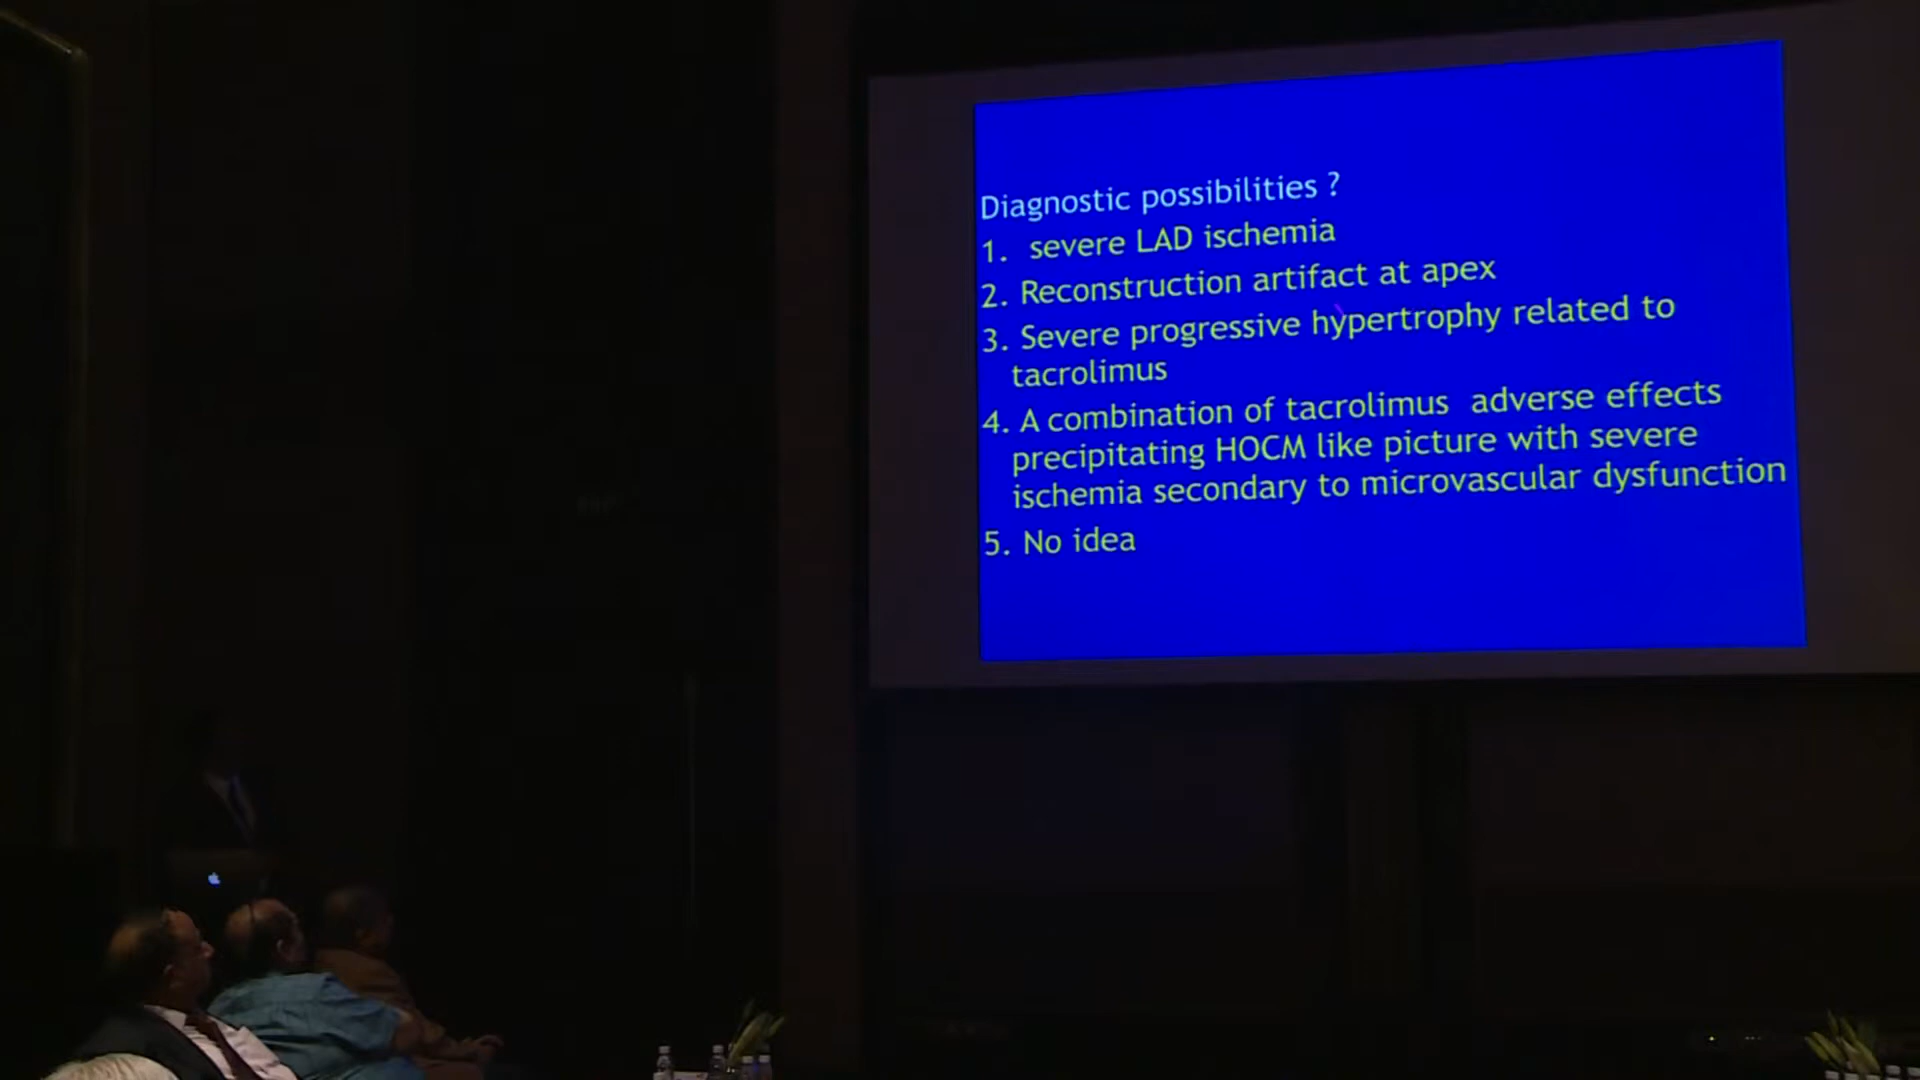 Diagnostic possibilities ?
1. severe LAD ischemia
2. Reconstruction artifact at apex
3. Severe progressive hypertrophy related to
tacrolimus
4. A combination of tacrolimus adverse effects
precipitating HOCM like picture with severe
ischemia secondary to microvascular dysfunction
5. No idea